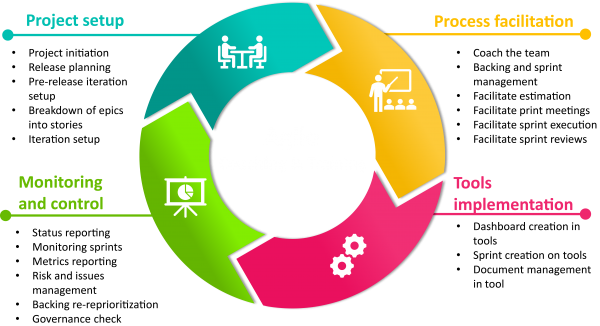 Project setup
• Project initiation
• Release planning
• Pre-release iteration
setup
• Breakdown of epics
into stories
• Iteration setup
Process facilitation
• Coach the team
• Backing and sprint
management
• Facilitate estimation
• Facilitate print meetings
• Facilitate sprint execution
• Facilitate sprint reviews
Monitoring
and control
• Status reporting
• Monitoring sprints
• Metrics reporting
• Risk and issues
management
• Backing re-reprioritization
• Governance check
Tools
implementation
• Dashboard creation in
tools
• Sprint creation on tools
• Document management
in tool